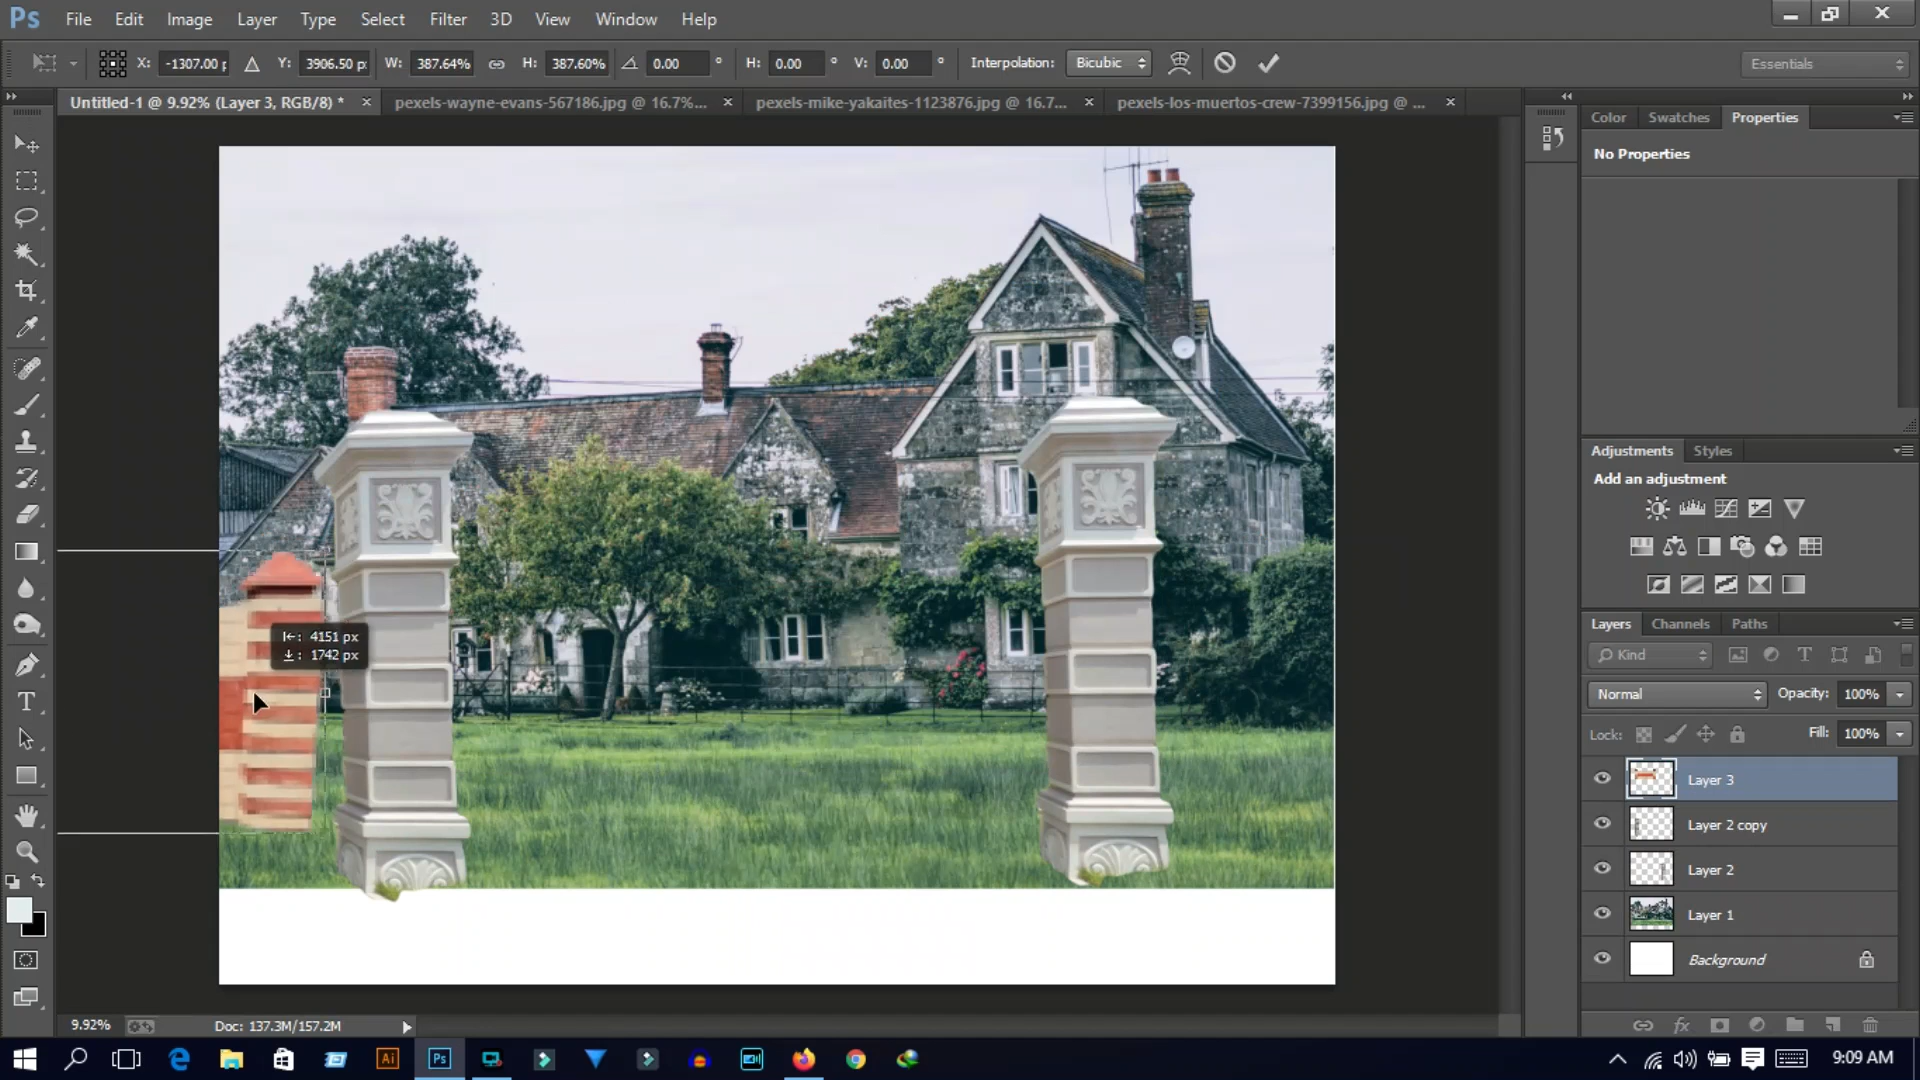 Ps File Edit Image Layer Type Select Filter 3D View Window Help
X: -1307.00 p Y: 3906.50 p: W: 387.64% H: 387.60% 0.00 ° H: 0.00 ° V: 0.00 ° Interpolation: Bicubic Essentials
Untitled-1 @ 9.92% (Layer 3, RGB/8) * × pexels-wayne-evans-567186.jpg @ 16.7%... × pexels-mike-yakaites-1123876.jpg @ 16.7... × pexels-los-muertos-crew-7399156.jpg @ ... ×
Color Swatches Properties
No Properties
Adjustments Styles
Add an adjustment
Layers Channels Paths
Kind
Normal Opacity: 100%
Lock: Fill: 100%
Layer 3
Layer 2 copy
Layer 2
Layer 1
Background
4151 px
1742 px
9.92% Doc: 137.3M/157.2M
Ai Ps 9:09 AM